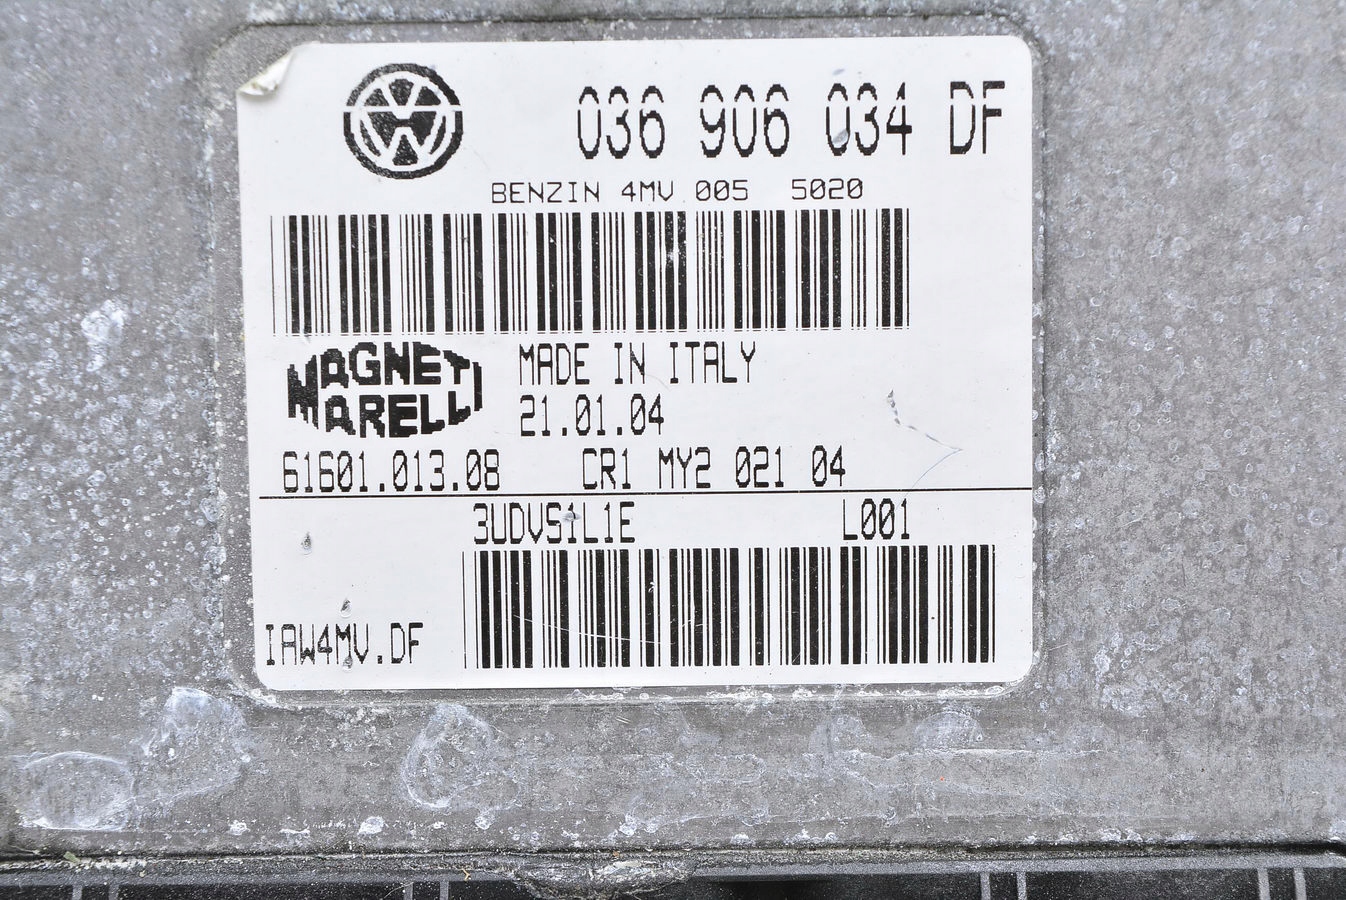 036 906 034 DF
BENZIN 4MV 005 5020
MAGNETI MARELLI
MADE IN ITALY
21.01.04
61601.013.08 CR1 MY2 021 04
3UDVS1L1E L001
IAW4MV.DF